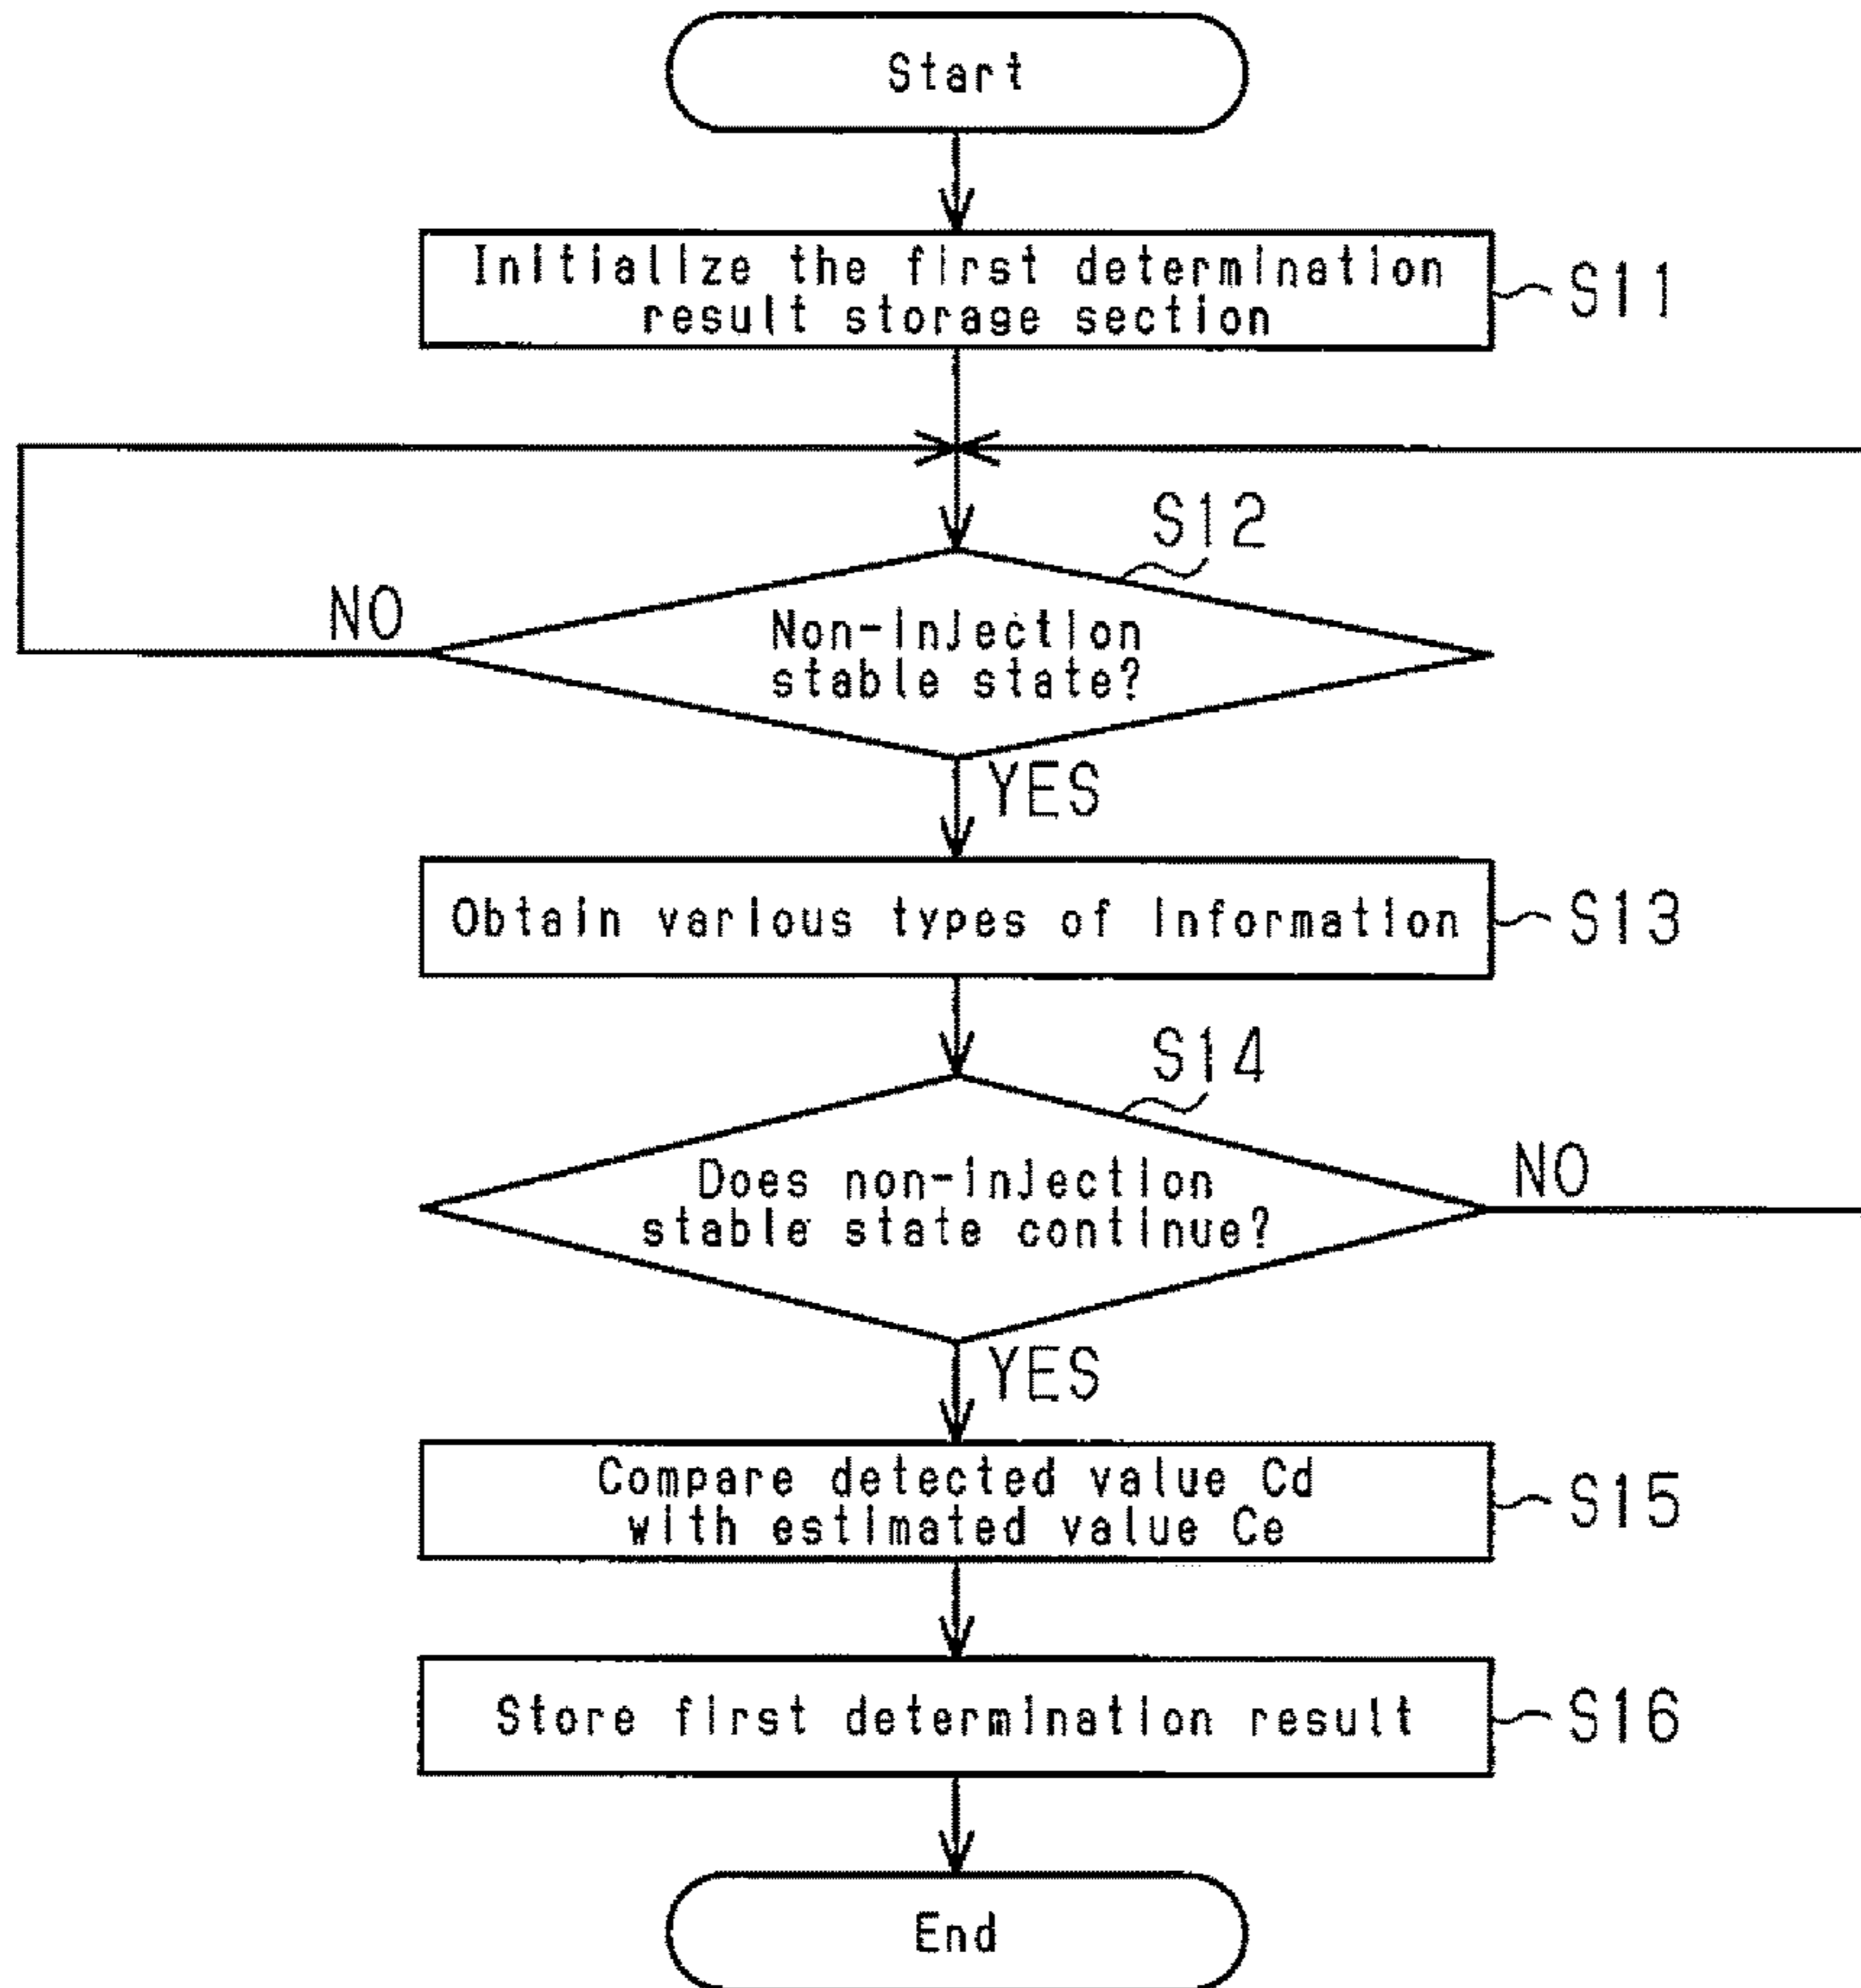 Start
Initialize the first determination
result storage section
S11
S12
NO
Non-injection
stable state?
YES
Obtain various types of information
S13
S14
Does non-injection
stable state continue?
NO
YES
Compare detected value Cd
with estimated value Ce
S15
Store first determination result
S16
End